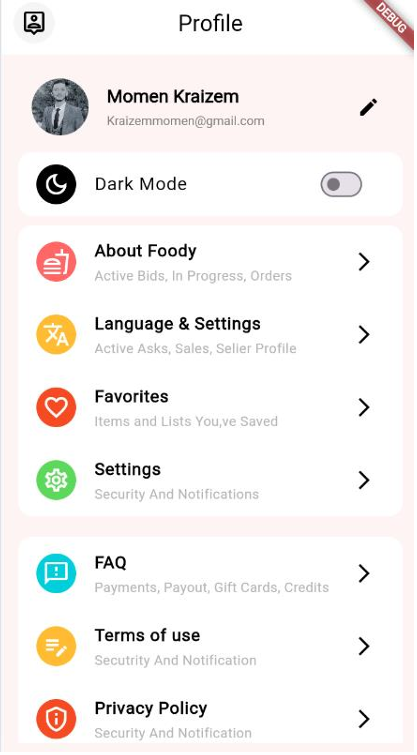 DEBUG
Profile
Momen Kraizem
Kraizemmomen@gmail.com
Dark Mode
About Foody
Active Bids, In Progress, Orders
Language & Settings
Active Asks, Sales, Seller Profile
Favorites
Items and Lists You,ve Saved
Settings
Security And Notifications
FAQ
Payments, Payout, Gift Cards, Credits
Terms of use
Secutrity And Notification
Privacy Policy
Security And Notification